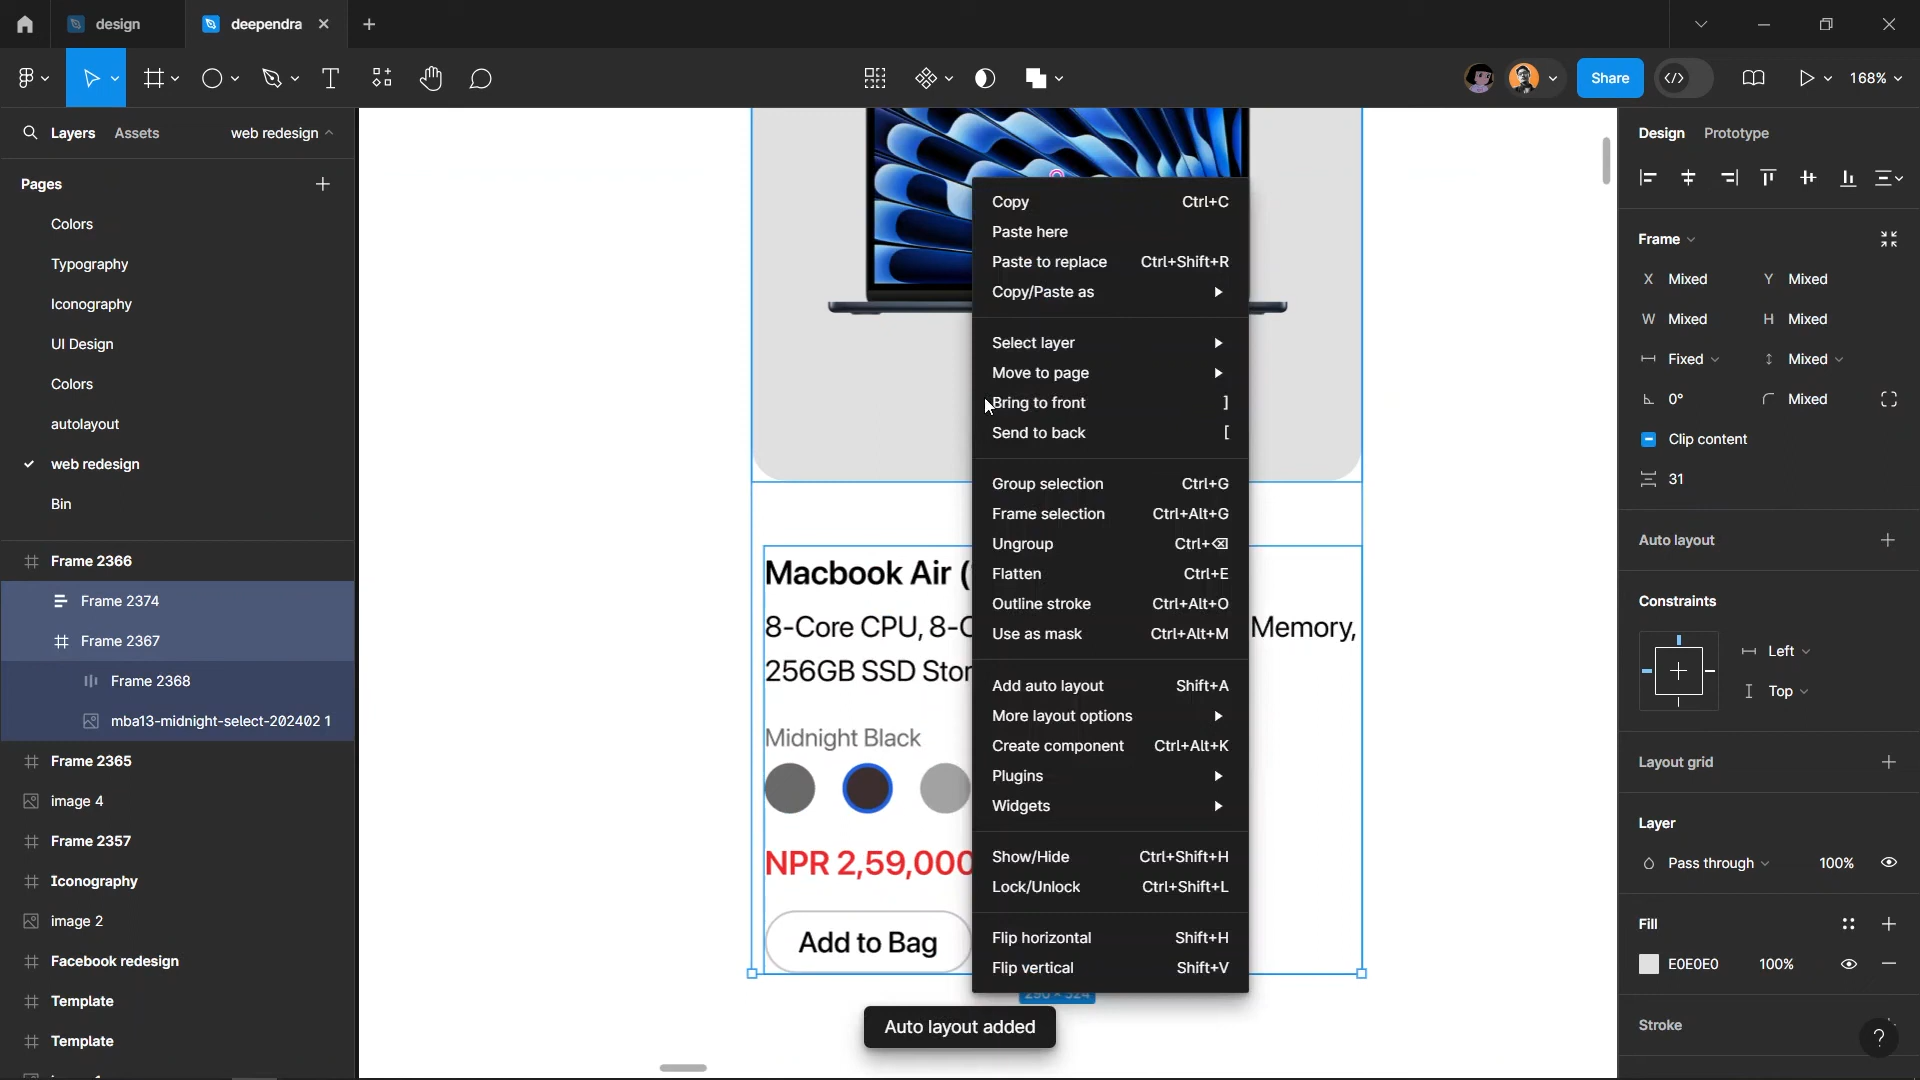 design
deependra
Share
168%
Layers
Assets
web redesign
Pages
Colors
Typography
Iconography
UI Design
Colors
autolayout
web redesign
Bin
Frame 2366
Frame 2374
Frame 2367
Frame 2368
mba13-midnight-select-202402 1
Frame 2365
image 4
Frame 2357
Iconography
image 2
Facebook redesign
Template
Template
Macbook Air (
8-Core CPU, 8-C
Memory,
256GB SSD Stor
Midnight Black
NPR 2,59,000
Add to Bag
Copy Ctrl+C
Paste here
Paste to replace Ctrl+Shift+R
Copy/Paste as
Select layer
Move to page
Bring to front ]
Send to back [
Group selection Ctrl+G
Frame selection Ctrl+Alt+G
Ungroup Ctrl+⌫
Flatten Ctrl+E
Outline stroke Ctrl+Alt+O
Use as mask Ctrl+Alt+M
Add auto layout Shift+A
More layout options
Create component Ctrl+Alt+K
Plugins
Widgets
Show/Hide Ctrl+Shift+H
Lock/Unlock Ctrl+Shift+L
Flip horizontal Shift+H
Flip vertical Shift+V
Auto layout added
Design
Prototype
Frame
X Mixed Y Mixed
W Mixed H Mixed
Fixed Mixed
0° Mixed
Clip content
31
Auto layout
Constraints
Left
Top
Layout grid
Layer
Pass through 100%
Fill
E0E0E0 100%
Stroke
?